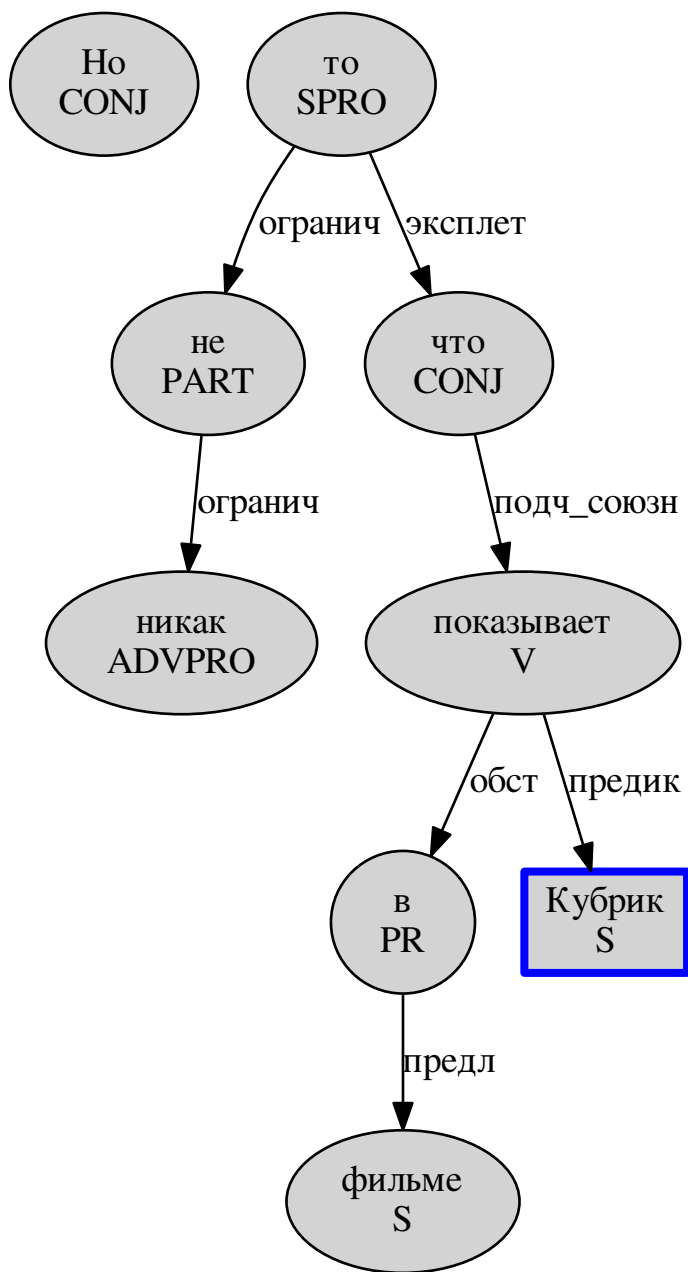 Но
CONJ
то
SPRO
огранич
эксплет
не
PART
что
CONJ
огранич
подч_союзн
никак
ADVPRO
показывает
V
обст
предик
в
PR
Кубрик
S
предл
фильме
S